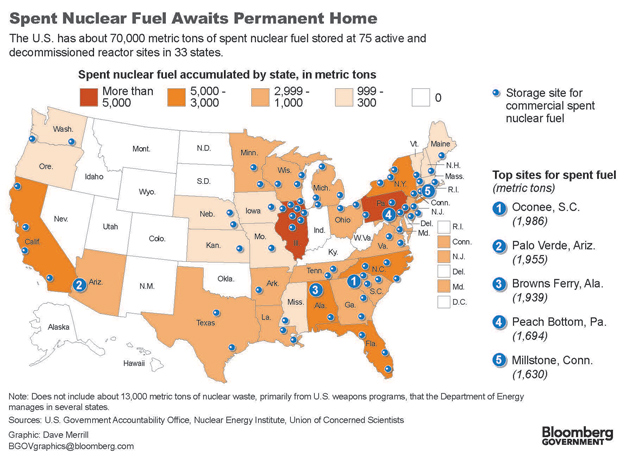 Spent Nuclear Fuel Awaits Permanent Home
The U.S. has about 70,000 metric tons of spent nuclear fuel stored at 75 active and
decommissioned reactor sites in 33 states.
Spent nuclear fuel accumulated by state, in metric tons
More than
5,000
5,000 -
3,000
2,999 -
1,000
999 -
300
0
Storage site for
commercial spent
nuclear fuel
Wash.
Ore.
Calif.
Nev.
Idaho
Mont.
Wyo.
Utah
Colo.
Ariz.
N.M.
N.D.
S.D.
Neb.
Kan.
Okla.
Texas
Minn.
Iowa
Mo.
Ark.
La.
Wis.
Ill.
Mich.
Ind.
Ohio
Ky.
Tenn.
Miss.
Ala.
Ga.
Fla.
S.C.
N.C.
Va.
W.Va.
Pa.
N.Y.
Vt.
Maine
N.H.
Mass.
R.I.
Conn.
N.J.
Del.
Md.
Alaska
Hawaii
R.I.
Conn.
N.J.
Del.
Md.
D.C.
1
2
3
4
5
Top sites for spent fuel
(metric tons)
1 Oconee, S.C.
(1,986)
2 Palo Verde, Ariz.
(1,955)
3 Browns Ferry, Ala.
(1,939)
4 Peach Bottom, Pa.
(1,694)
5 Millstone, Conn.
(1,630)
Note: Does not include about 13,000 metric tons of nuclear waste, primarily from U.S. weapons programs, that the Department of Energy
manages in several states.
Sources: U.S. Government Accountability Office, Nuclear Energy Institute, Union of Concerned Scientists
Graphic: Dave Merrill
BGOVgraphics@bloomberg.com
Bloomberg
GOVERNMENT